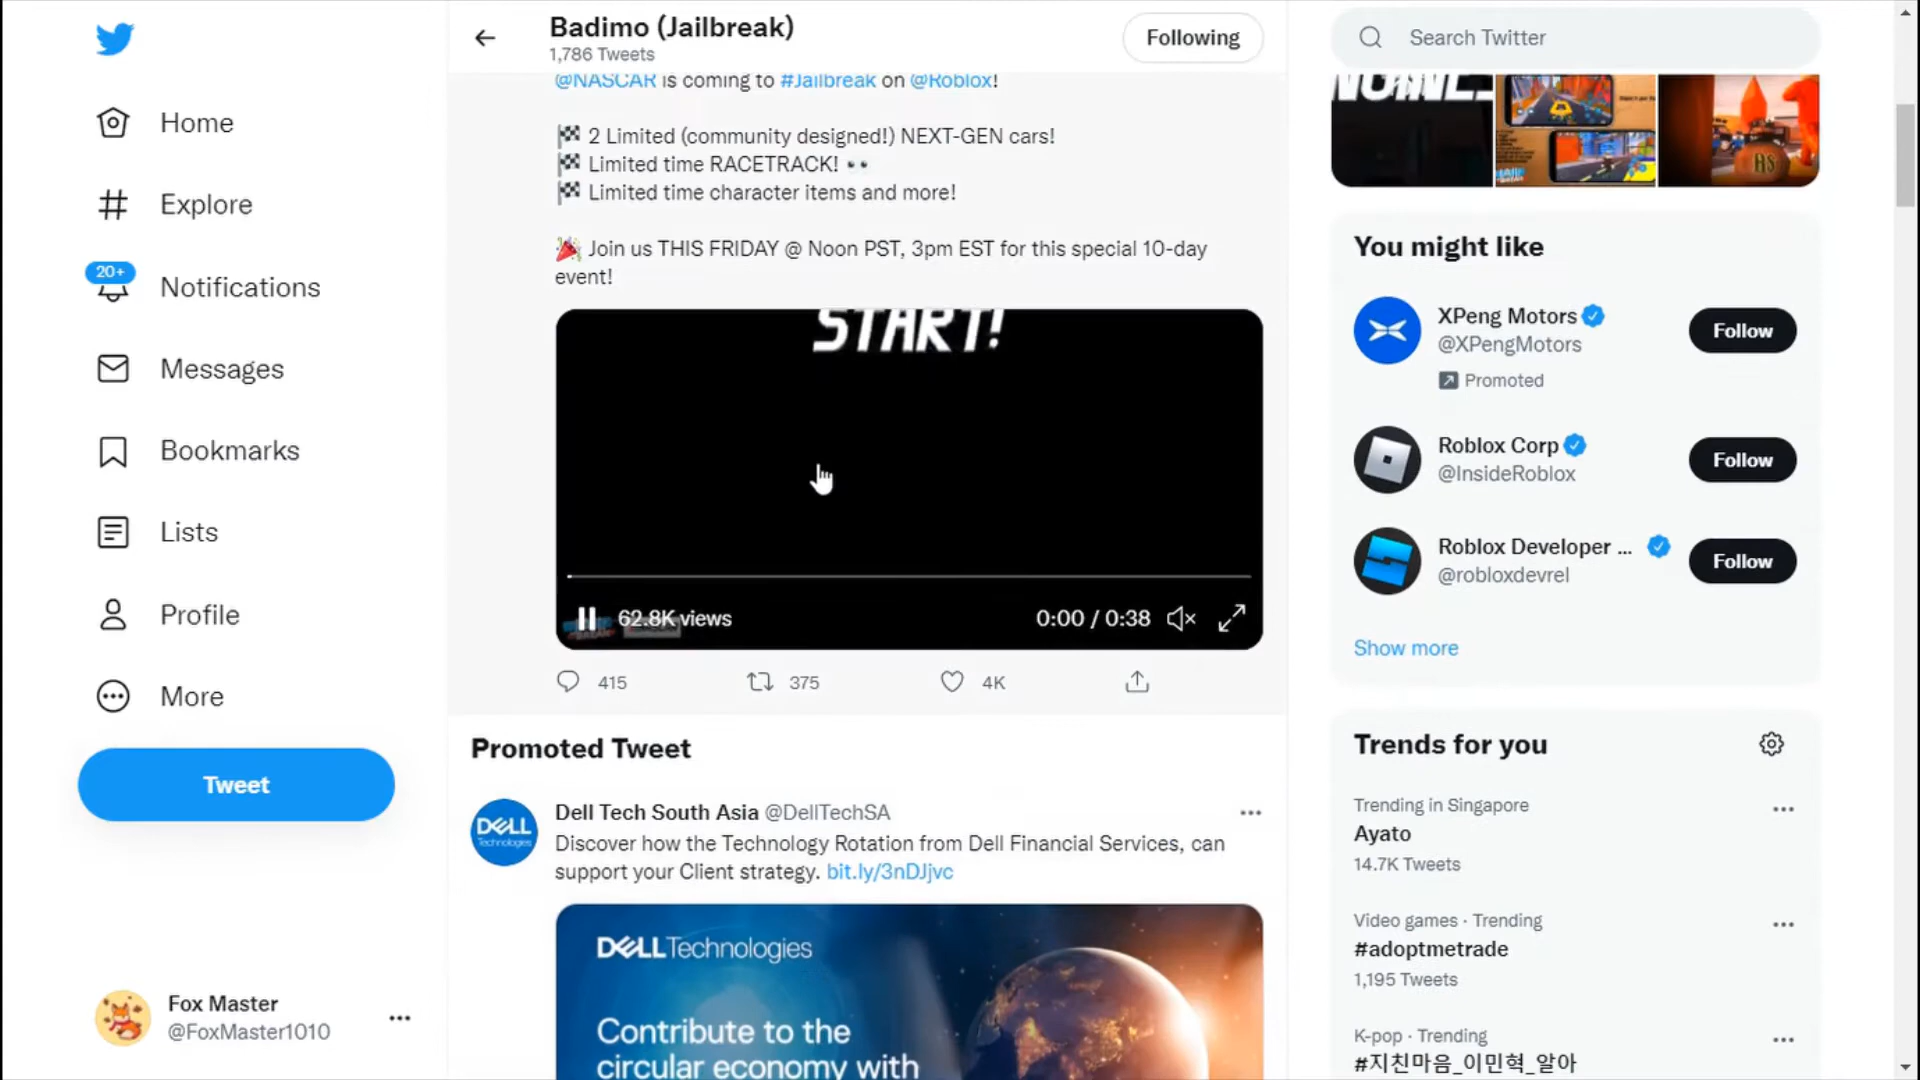 Home
Explore
20+
Notifications
Messages
Bookmarks
Lists
Profile
More
Tweet
Fox Master
@FoxMaster1010
Badimo (Jailbreak)
1,786 Tweets
Following
@NASCAR is coming to #Jailbreak on @Roblox!
🏁 2 Limited (community designed!) NEXT-GEN cars!
🏁 Limited time RACETRACK! 👀
🏁 Limited time character items and more!
🎉 Join us THIS FRIDAY @ Noon PST, 3pm EST for this special 10-day
event!
START!
62.8K views
0:00 / 0:38
415
375
4K
Promoted Tweet
Dell Tech South Asia @DellTechSA
Discover how the Technology Rotation from Dell Financial Services, can
support your Client strategy. bit.ly/3nDJjvc
DELL
Technologies
DELL Technologies
Contribute to the
circular economy with
Search Twitter
You might like
XPeng Motors
@XPengMotors
Promoted
Follow
Roblox Corp
@InsideRoblox
Follow
Roblox Developer ...
@robloxdevrel
Follow
Show more
Trends for you
Trending in Singapore
Ayato
14.7K Tweets
Video games · Trending
#adoptmetrade
1,195 Tweets
K-pop · Trending
#지친마음_이민혁_알아